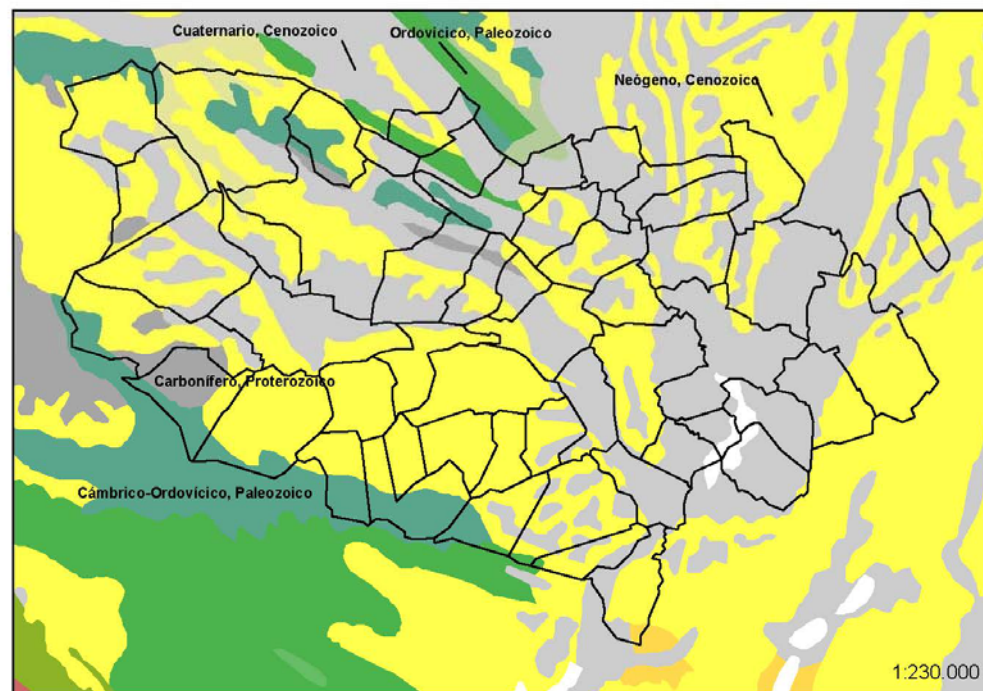 Cuaternario, Cenozoico
Ordovícico, Paleozoico
Neógeno, Cenozoico
Carbonífero, Proterozoico
Cámbrico-Ordovícico, Paleozoico
1:230.000